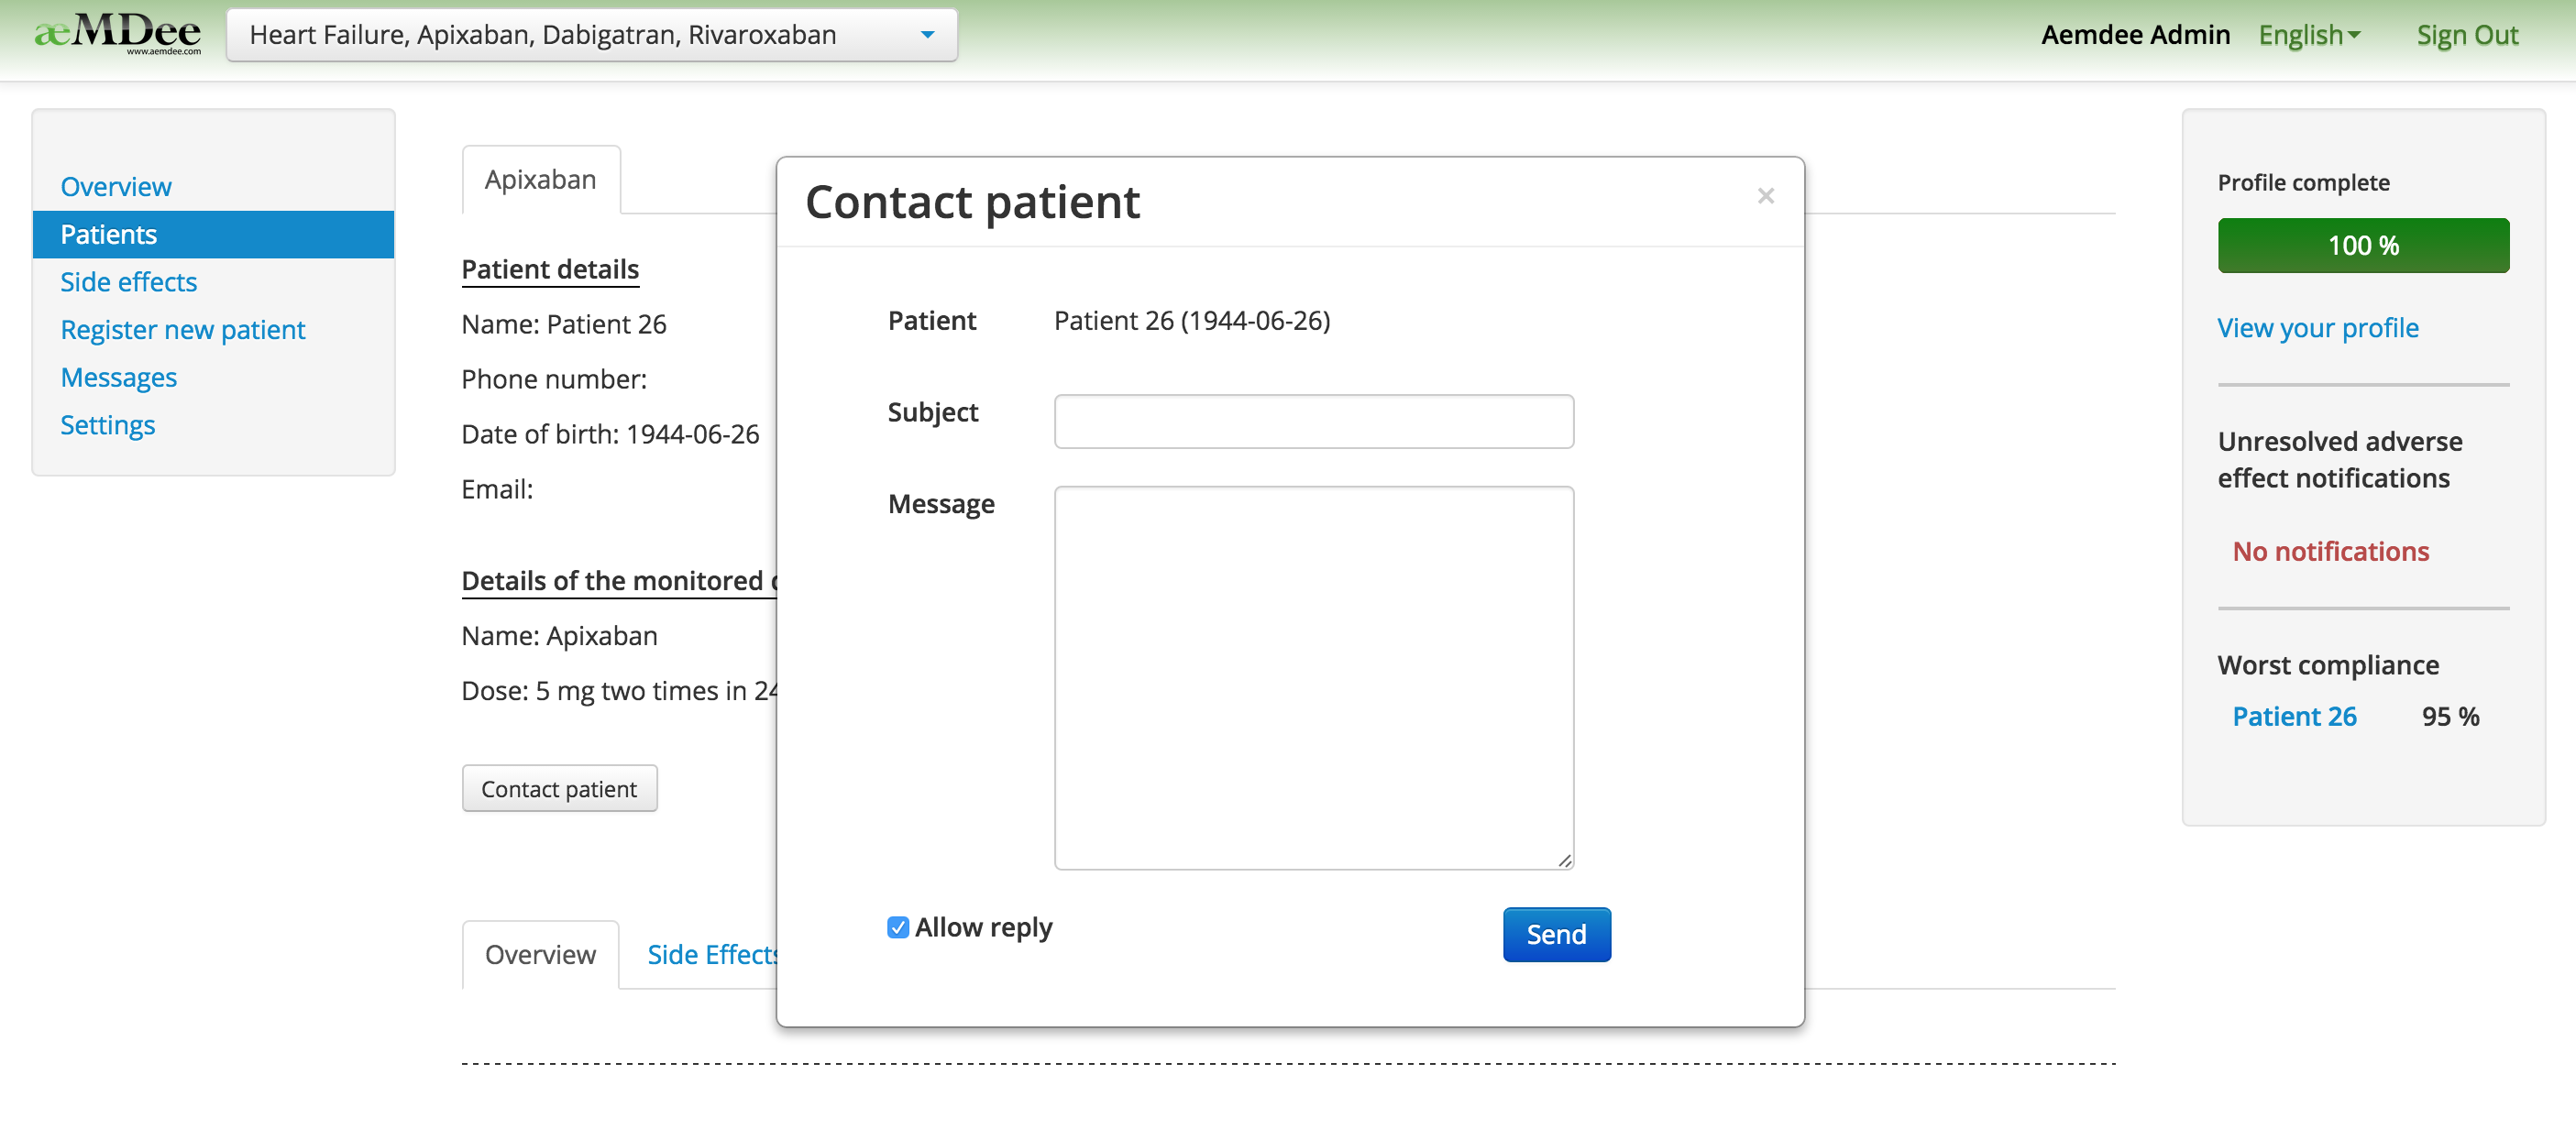 æMDee
www.aemdee.com
Heart Failure, Apixaban, Dabigatran, Rivaroxaban
Aemdee Admin
English
Sign Out
Overview
Patients
Side effects
Register new patient
Messages
Settings
Apixaban
Patient details
Name: Patient 26
Phone number:
Date of birth: 1944-06-26
Email:
Details of the monitored
Name: Apixaban
Dose: 5 mg two times in 24
Contact patient
Overview
Side Effects
Contact patient
×
Patient
Patient 26 (1944-06-26)
Subject
Message
Allow reply
Send
Profile complete
100 %
View your profile
Unresolved adverse
effect notifications
No notifications
Worst compliance
Patient 26 95 %